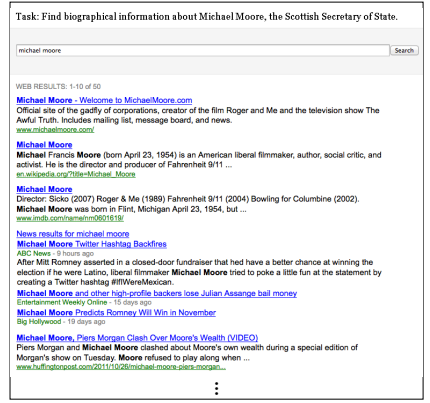 Task: Find biographical information about Michael Moore, the Scottish Secretary of State.
michael moore
Search
WEB RESULTS: 1-10 of 50
Michael Moore - Welcome to MichaelMoore.com
Official site of the gadfly of corporations, creator of the film Roger and Me and the television show The
Awful Truth. Includes mailing list, message board, and news.
www.michaelmoore.com/
Michael Moore
Michael Francis Moore (born April 23, 1954) is an American liberal filmmaker, author, social critic, and
activist. He is the director and producer of Fahrenheit 9/11 ...
en.wikipedia.org/?title=Michael_Moore
Michael Moore
Director: Sicko (2007) Roger & Me (1989) Fahrenheit 9/11 (2004) Bowling for Columbine (2002).
Michael Moore was born in Flint, Michigan April 23, 1954, but ...
www.imdb.com/name/nm0601619/
News results for michael moore
Michael Moore Twitter Hashtag Backfires
ABC News - 9 hours ago
After Mitt Romney asserted in a closed-door fundraiser that hed have a better chance at winning the
election if he were Latino, liberal filmmaker Michael Moore tried to poke a little fun at the statement by
creating a Twitter hashtag #IfIWereMexican.
Michael Moore and other high-profile backers lose Julian Assange bail money
Entertainment Weekly Online - 15 days ago
Michael Moore Predicts Romney Will Win in November
Big Hollywood - 19 days ago
Michael Moore, Piers Morgan Clash Over Moore's Wealth (VIDEO)
Piers Morgan and Michael Moore clashed about Moore's own wealth during a special edition of
Morgan's show on Tuesday. Moore refused to play along when ...
www.huffingtonpost.com/2011/10/26/michael-moore-piers-morgan...